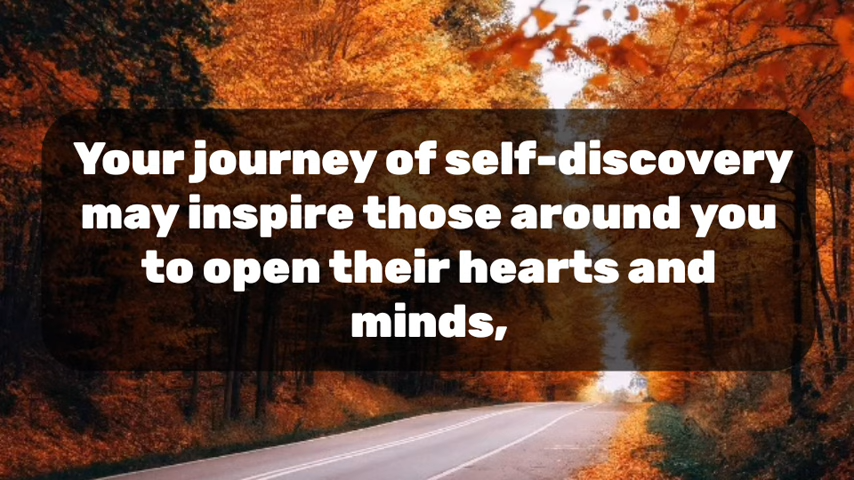 Your journey of self-discovery
may inspire those around you
to open their hearts and
minds,